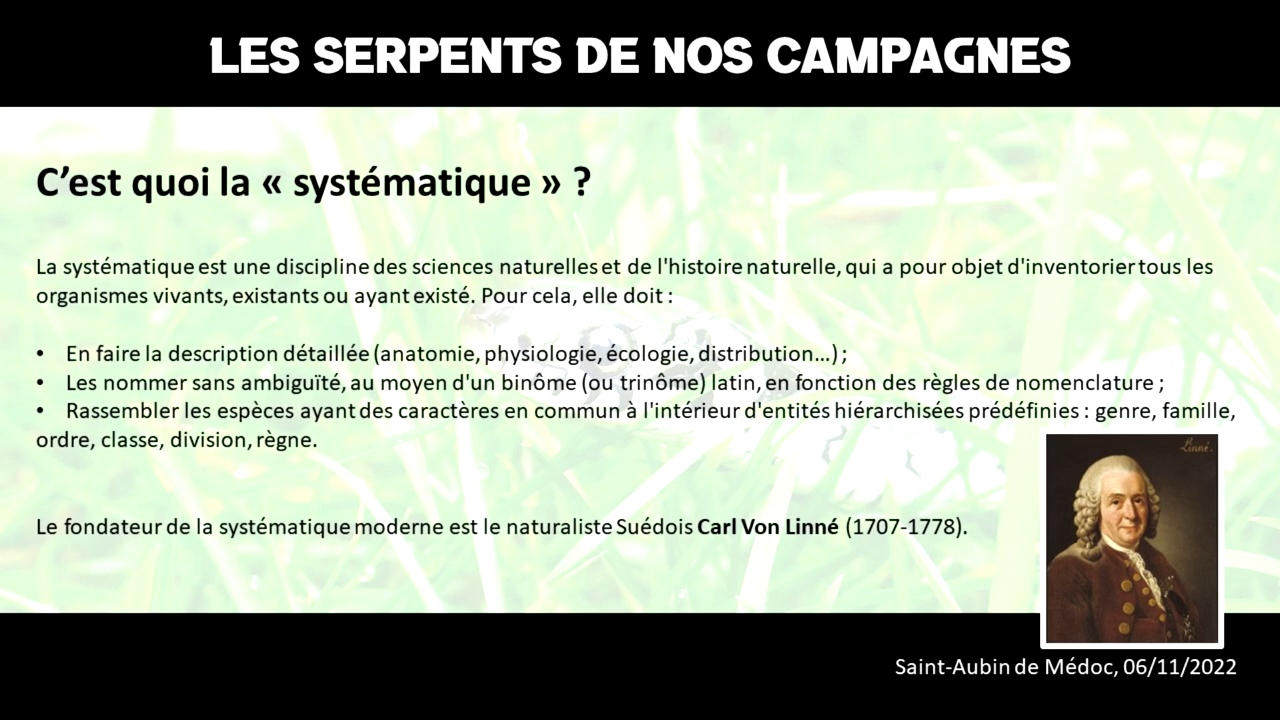 LES SERPENTS DE NOS CAMPAGNES
C’est quoi la « systématique » ?
La systématique est une discipline des sciences naturelles et de l'histoire naturelle, qui a pour objet d'inventorier tous les
organismes vivants, existants ou ayant existé. Pour cela, elle doit :
• En faire la description détaillée (anatomie, physiologie, écologie, distribution…) ;
• Les nommer sans ambiguïté, au moyen d'un binôme (ou trinôme) latin, en fonction des règles de nomenclature ;
• Rassembler les espèces ayant des caractères en commun à l'intérieur d'entités hiérarchisées prédéfinies : genre, famille,
ordre, classe, division, règne.
Linné.
Le fondateur de la systématique moderne est le naturaliste Suédois Carl Von Linné (1707-1778).
Saint-Aubin de Médoc, 06/11/2022